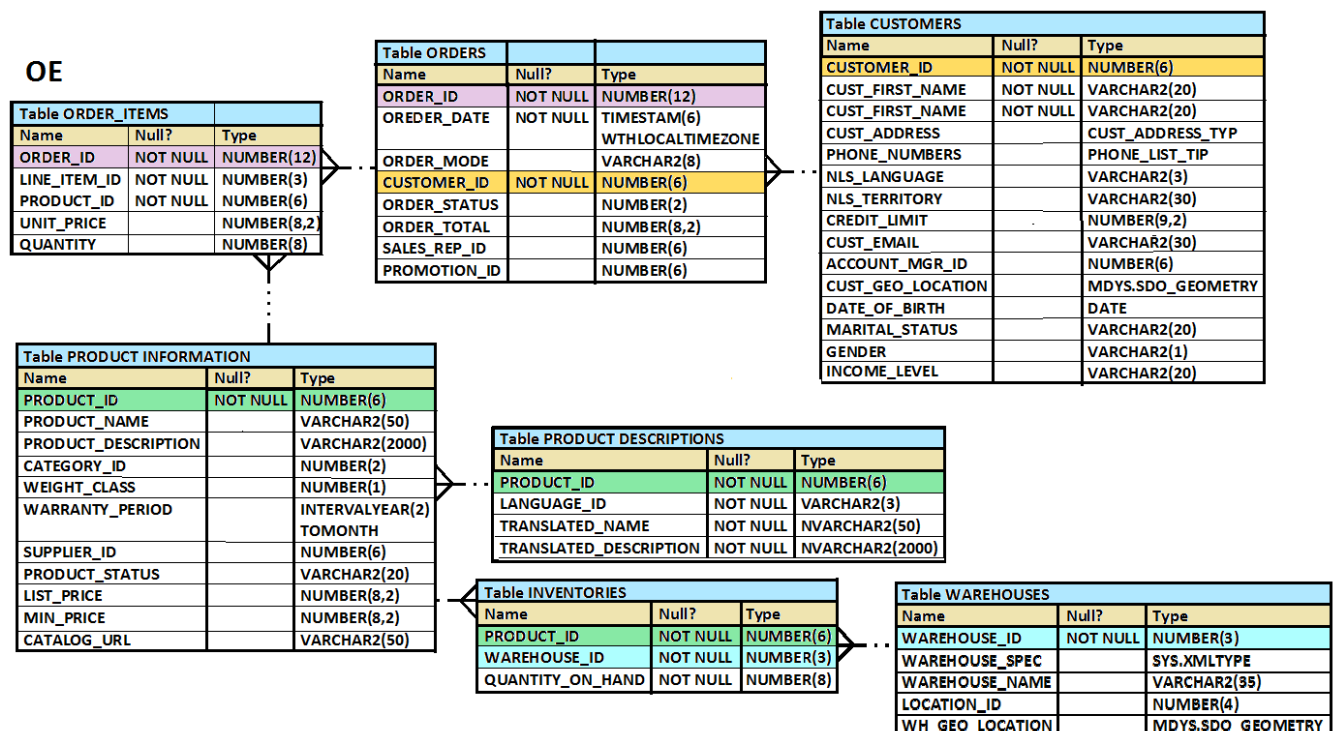 OE
Table ORDER_ITEMS
Name Null? Type
ORDER_ID NOT NULL NUMBER(12)
LINE_ITEM_ID NOT NULL NUMBER(3)
PRODUCT_ID NOT NULL NUMBER(6)
UNIT_PRICE NUMBER(8,2)
QUANTITY NUMBER(8)
Table ORDERS
Name Null? Type
ORDER_ID NOT NULL NUMBER(12)
OREDER_DATE NOT NULL TIMESTAM(6)
WTHLOCALTIMEZONE
ORDER_MODE VARCHAR2(8)
CUSTOMER_ID NOT NULL NUMBER(6)
ORDER_STATUS NUMBER(2)
ORDER_TOTAL NUMBER(8,2)
SALES_REP_ID NUMBER(6)
PROMOTION_ID NUMBER(6)
Table CUSTOMERS
Name Null? Type
CUSTOMER_ID NOT NULL NUMBER(6)
CUST_FIRST_NAME NOT NULL VARCHAR2(20)
CUST_FIRST_NAME NOT NULL VARCHAR2(20)
CUST_ADDRESS CUST_ADDRESS_TYP
PHONE_NUMBERS PHONE_LIST_TIP
NLS_LANGUAGE VARCHAR2(3)
NLS_TERRITORY VARCHAR2(30)
CREDIT_LIMIT NUMBER(9,2)
CUST_EMAIL VARCHAR2(30)
ACCOUNT_MGR_ID NUMBER(6)
CUST_GEO_LOCATION MDYS.SDO_GEOMETRY
DATE_OF_BIRTH DATE
MARITAL_STATUS VARCHAR2(20)
GENDER VARCHAR2(1)
INCOME_LEVEL VARCHAR2(20)
Table PRODUCT INFORMATION
Name Null? Type
PRODUCT_ID NOT NULL NUMBER(6)
PRODUCT_NAME VARCHAR2(50)
PRODUCT_DESCRIPTION VARCHAR2(2000)
CATEGORY_ID NUMBER(2)
WEIGHT_CLASS NUMBER(1)
WARRANTY_PERIOD INTERVALYEAR(2)
TOMONTH
SUPPLIER_ID NUMBER(6)
PRODUCT_STATUS VARCHAR2(20)
LIST_PRICE NUMBER(8,2)
MIN_PRICE NUMBER(8,2)
CATALOG_URL VARCHAR2(50)
Table PRODUCT DESCRIPTIONS
Name Null? Type
PRODUCT_ID NOT NULL NUMBER(6)
LANGUAGE_ID NOT NULL VARCHAR2(3)
TRANSLATED_NAME NOT NULL NVARCHAR2(50)
TRANSLATED_DESCRIPTION NOT NULL NVARCHAR2(2000)
Table INVENTORIES
Name Null? Type
PRODUCT_ID NOT NULL NUMBER(6)
WAREHOUSE_ID NOT NULL NUMBER(3)
QUANTITY_ON_HAND NOT NULL NUMBER(8)
Table WAREHOUSES
Name Null? Type
WAREHOUSE_ID NOT NULL NUMBER(3)
WAREHOUSE_SPEC SYS.XMLTYPE
WAREHOUSE_NAME VARCHAR2(35)
LOCATION_ID NUMBER(4)
WH_GEO_LOCATION MDYS.SDO_GEOMETRY